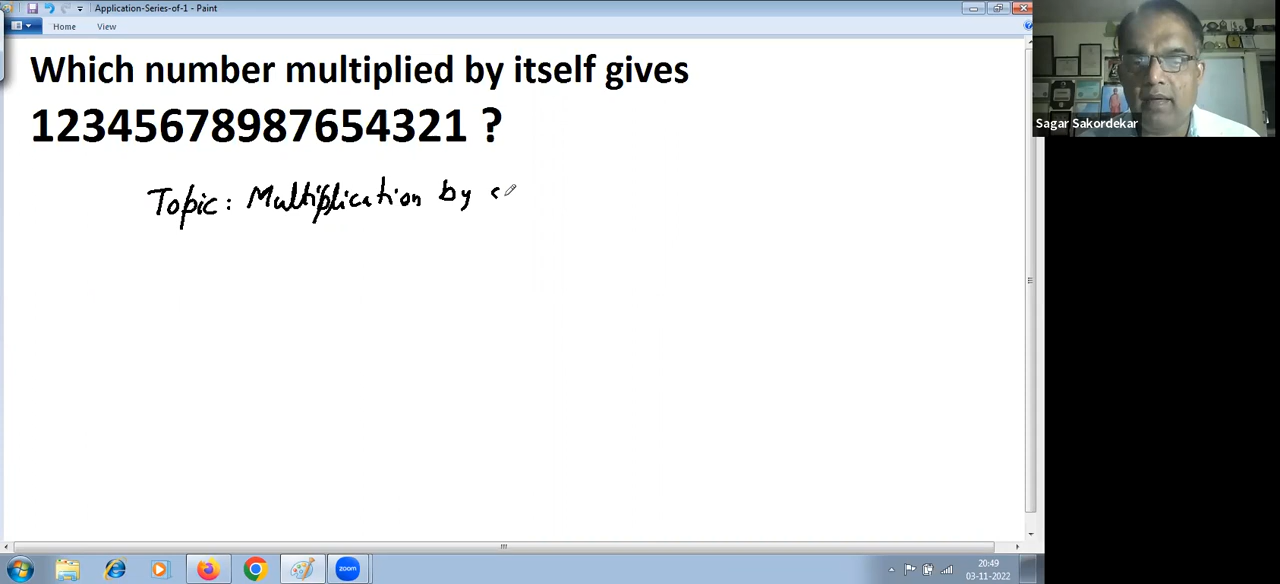 Application-Series-of-1 - Paint
Home View
Which number multiplied by itself gives
12345678987654321 ?
Topic: Multiplication by
Sagar Sakordekar
zoom
20:49
03-11-2022